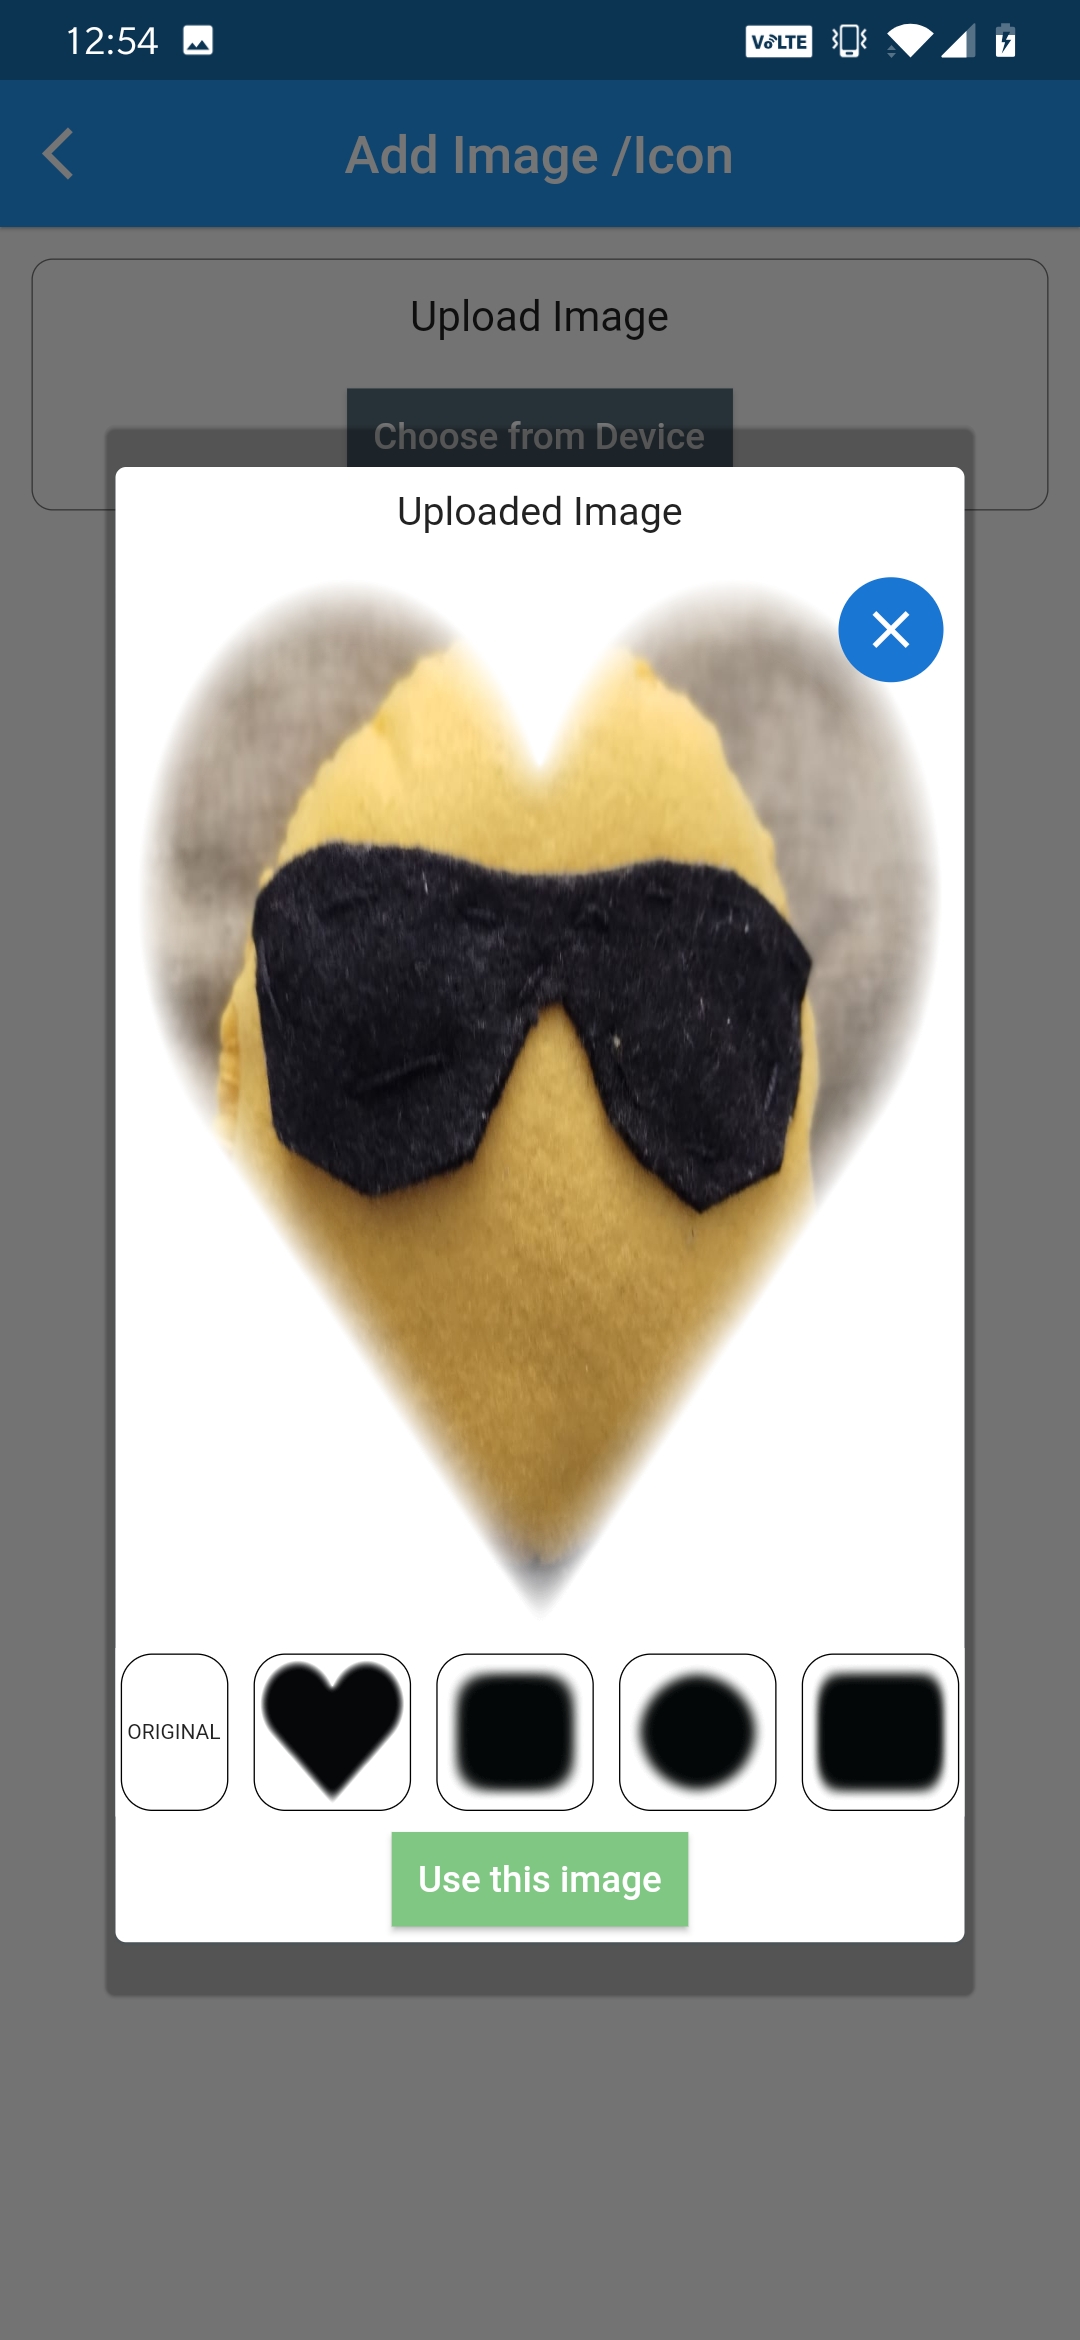 12:54
VoLTE
Add Image /Icon
Upload Image
Choose from Device
Uploaded Image
ORIGINAL
Use this image